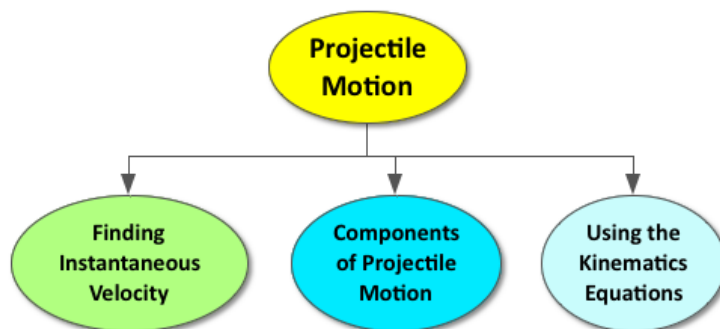 Projectile
Motion
Finding
Instantaneous
Velocity
Components
of Projectile
Motion
Using the
Kinematics
Equations